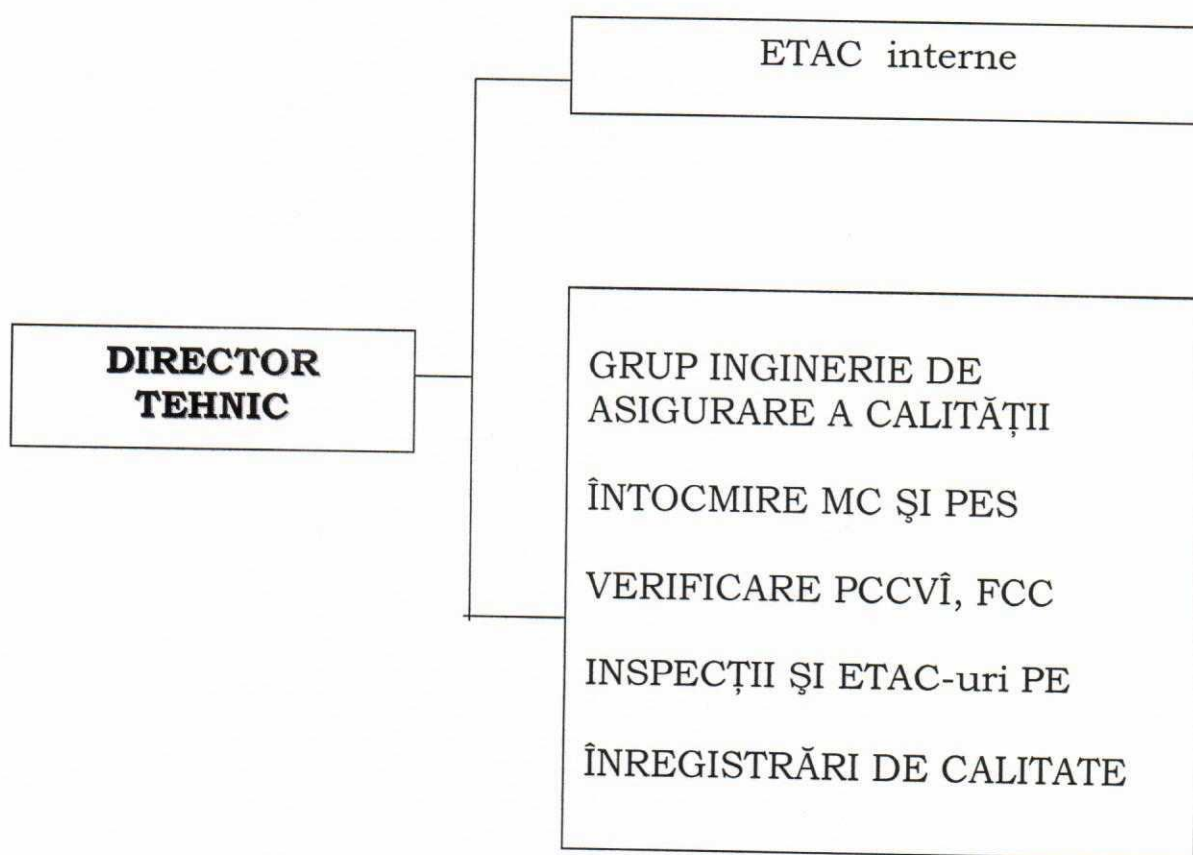 ETAC interne
DIRECTOR
TEHNIC
GRUP INGINERIE DE
ASIGURARE A CALITĂȚII
ÎNTOCMIRE MC ŞI PES
VERIFICARE PCCVÎ, FCC
INSPECȚII ŞI ETAC-uri PE
ÎNREGISTRĂRI DE CALITATE